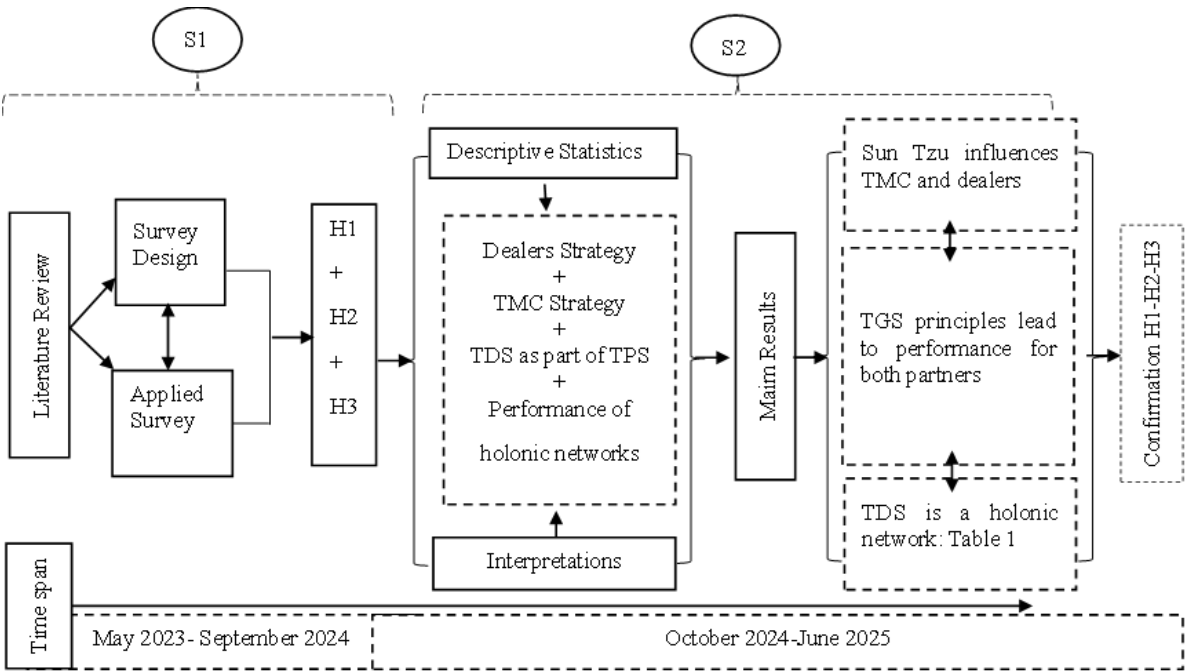 S1
S2
Literature Review
Survey
Design
Applied
Survey
H1
+
H2
+
H3
Descriptive Statistics
Dealers Strategy
+
TMC Strategy
+
TDS as part of TPS
+
Performance of
holonic networks
Interpretations
Maim Results
Sun Tzu influences
TMC and dealers
TGS principles lead
to performance for
both partners
TDS is a holonic
network: Table 1
Confirmation H1-H2-H3
Time span
May 2023- September 2024
October 2024-June 2025